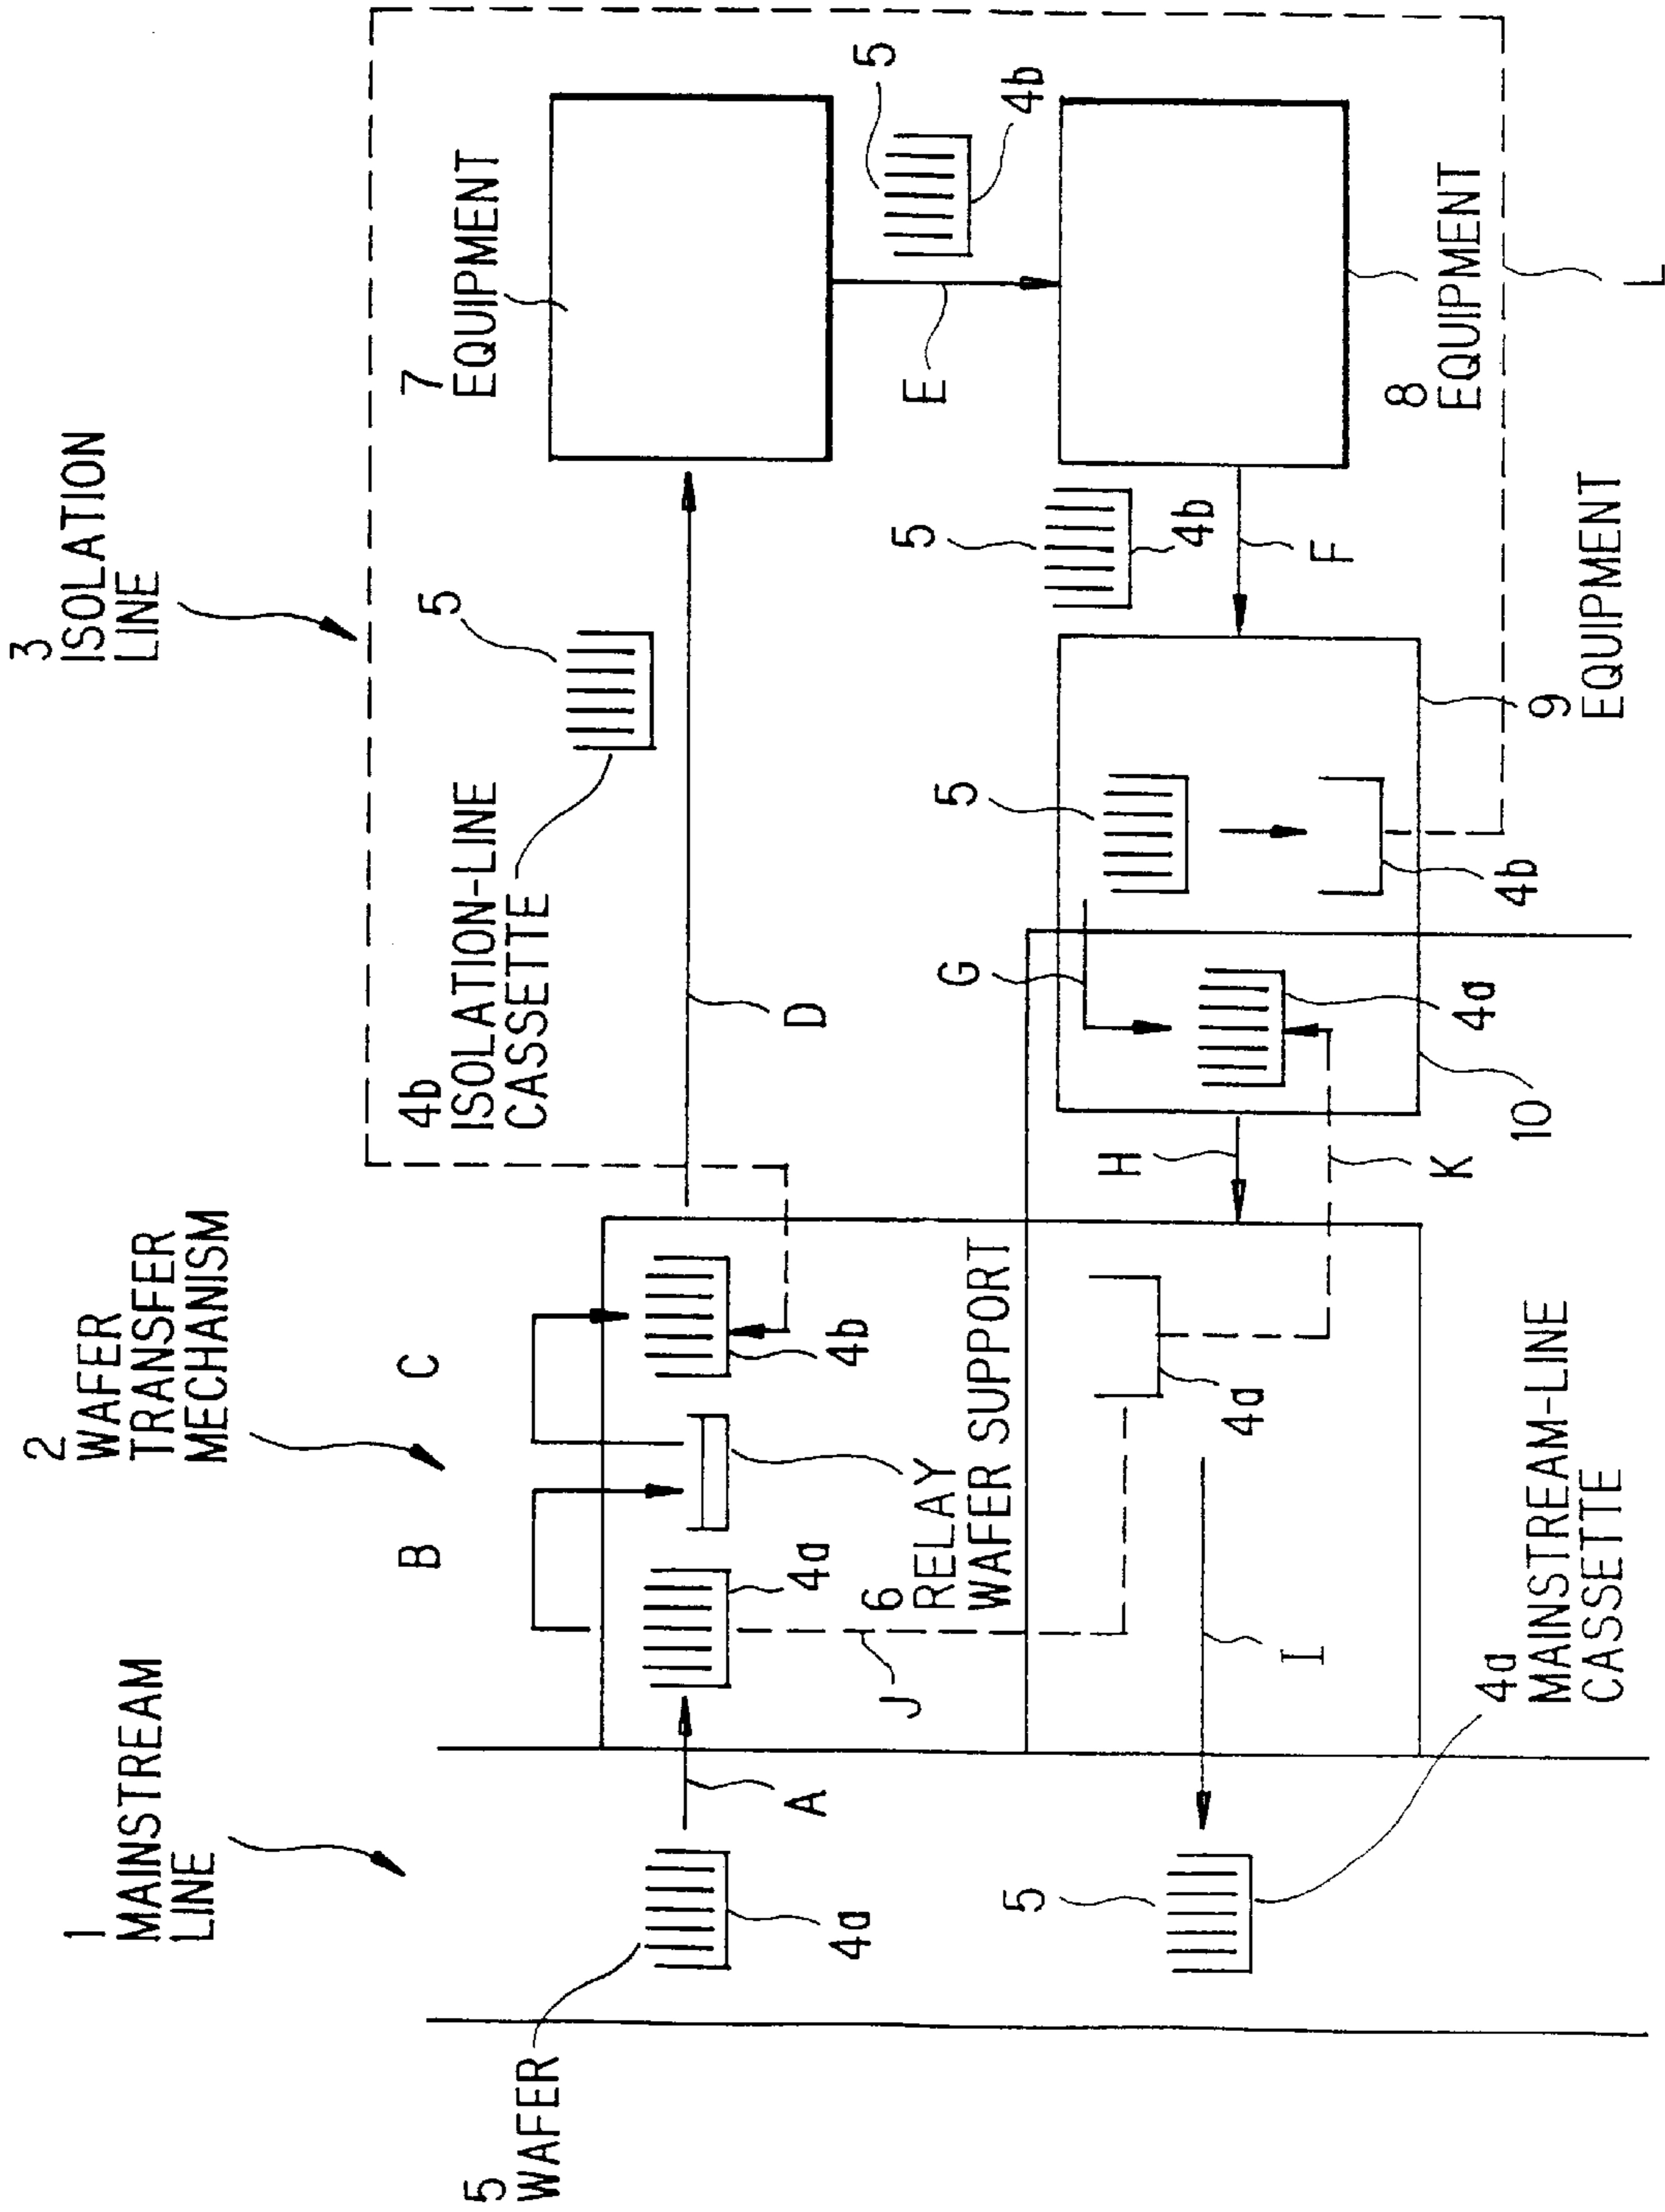 1
MAINSTREAM
LINE
2
WAFER
TRANSFER
MECHANISM
3
ISOLATION
LINE
5
WAFER
4a
A
B
C
4a
4b
6
RELAY
WAFER SUPPORT
J
4b
ISOLATION-LINE
CASSETTE
5
D
7
EQUIPMENT
5
4b
E
8
EQUIPMENT
L
5
4b
F
5
4b
9
EQUIPMENT
G
4a
10
H
K
4a
I
5
4a
MAINSTREAM-LINE
CASSETTE